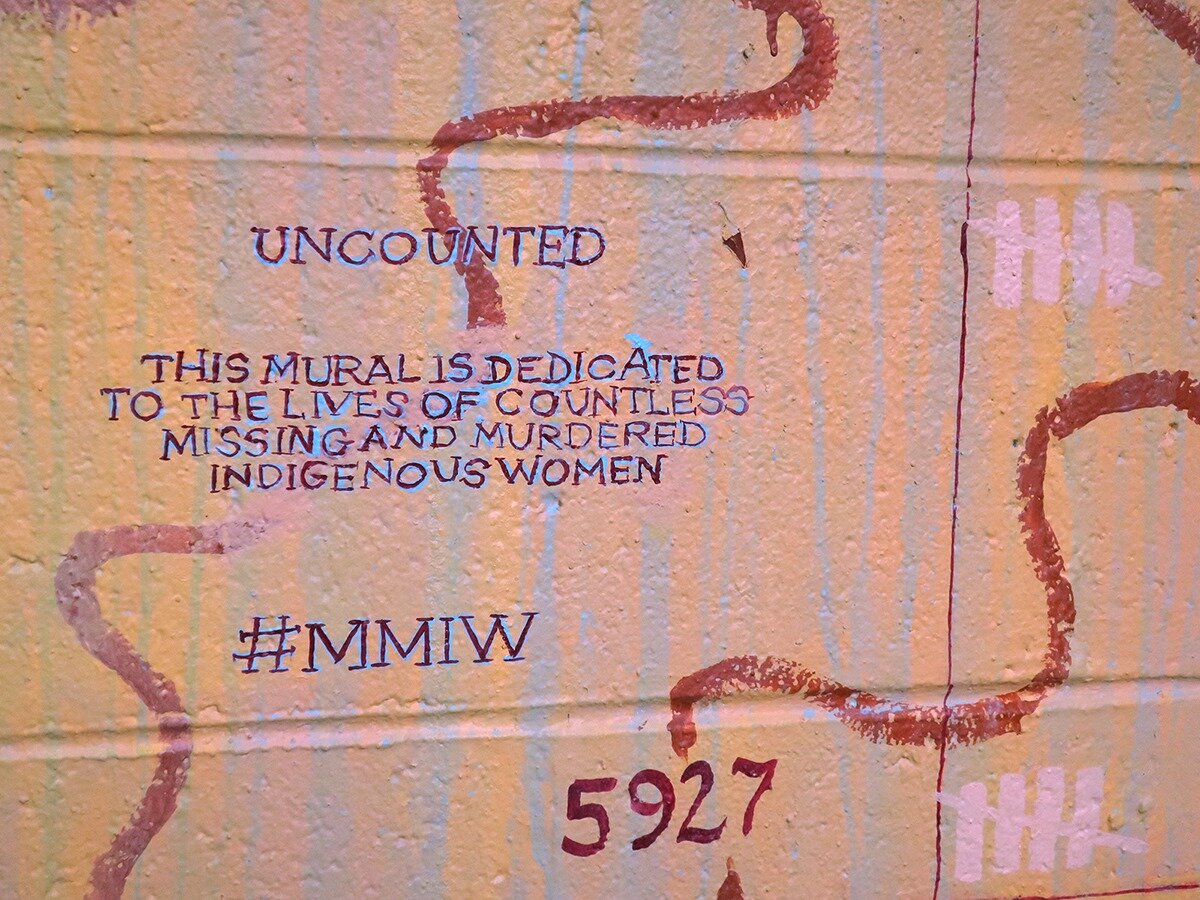 UNCOUNTED
THIS MURAL IS DEDICATED
TO THE LIVES OF COUNTLESS
MISSING AND MURDERED
INDIGENOUS WOMEN
#MMIW
5927